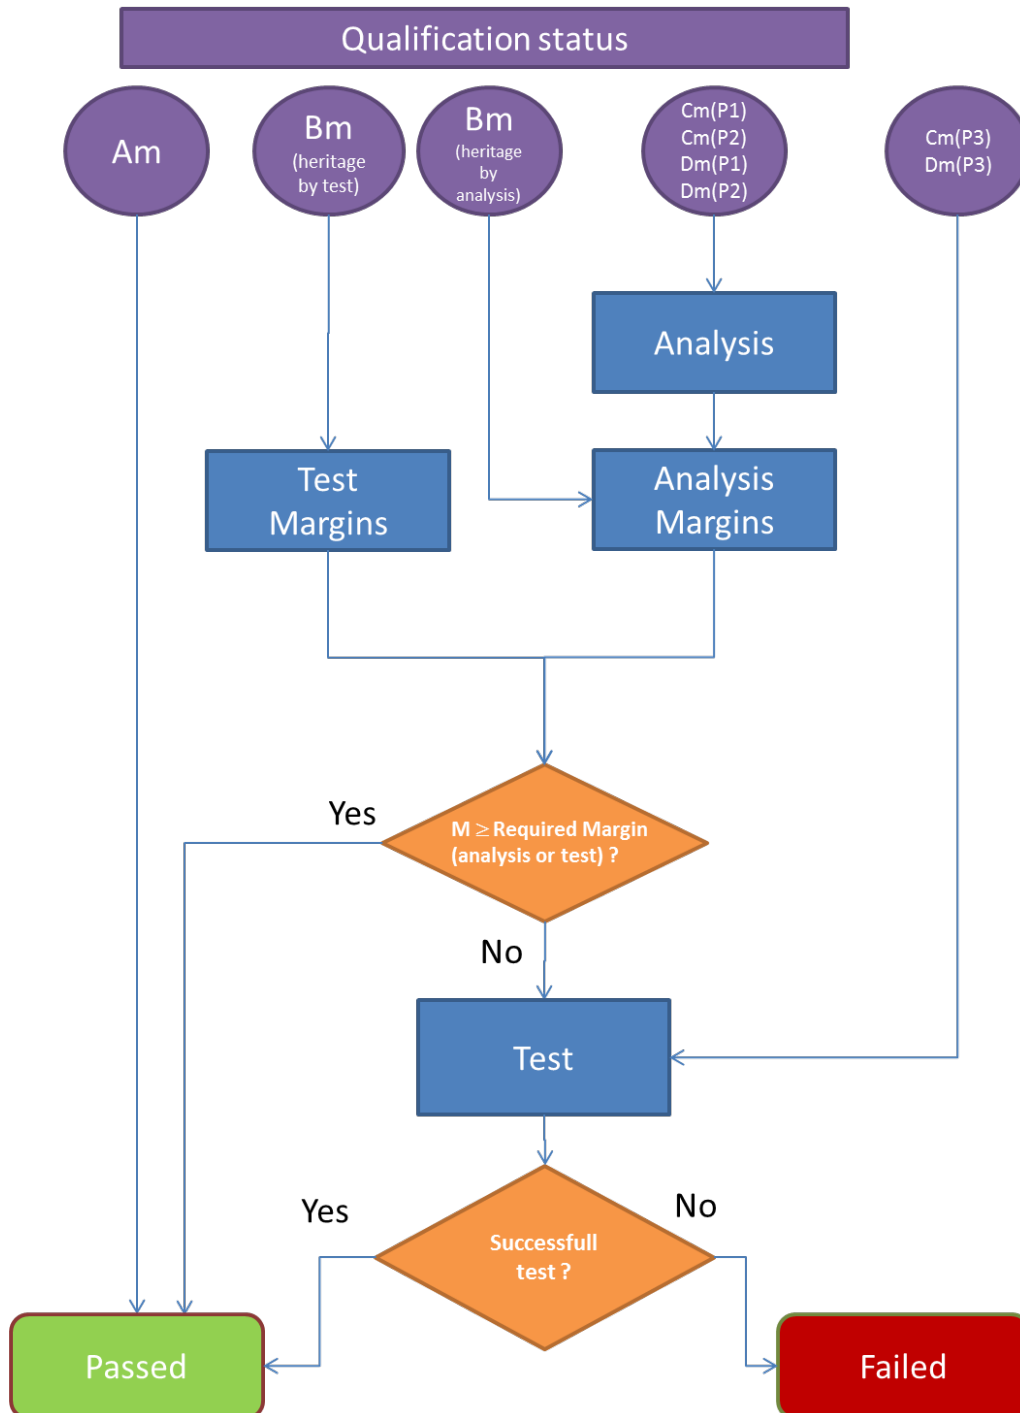 Qualification status
Am
Bm
(heritage
by test)
Bm
(heritage
by
analysis)
Cm(P1)
Cm(P2)
Dm(P1)
Dm(P2)
Cm(P3)
Dm(P3)
Analysis
Test
Margins
Analysis
Margins
Yes
M ≥ Required Margin
(analysis or test) ?
No
Test
Yes
No
Successfull
test ?
Passed
Failed